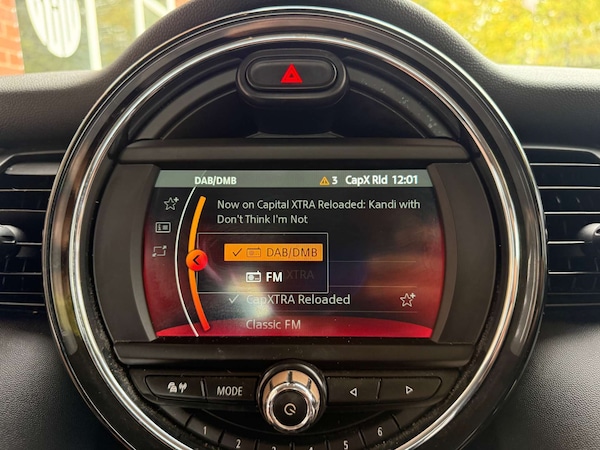 DAB/DMB 3 CapX Rld 12:01
Now on Capital XTRA Reloaded: Kandi with
Don't Think I'm Not
DAB/DMB
XTRA
FM
CapXTRA Reloaded
Classic FM
MODE
1 2 3 4 5 6